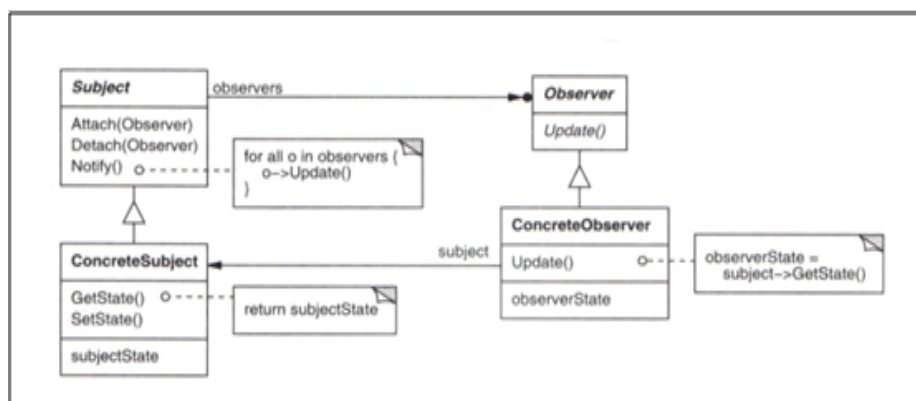 Subject
observers
Observer
Attach(Observer)
Detach(Observer)
Notify()
for all o in observers {
o->Update()
}
Update()
ConcreteObserver
ConcreteSubject
subject
Update()
observerState =
subject->GetState()
GetState()
SetState()
return subjectState
observerState
subjectState